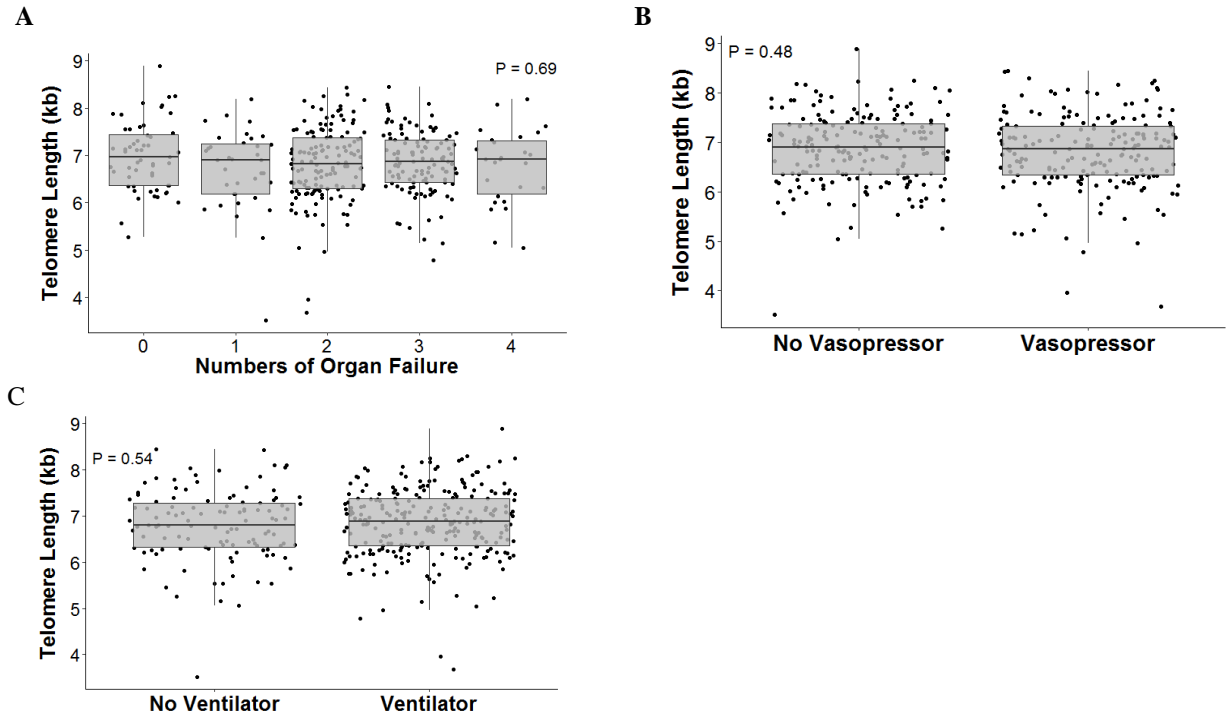 A
Telomere Length (kb)
9
8
7
6
5
4
P = 0.69
0 1 2 3 4
Numbers of Organ Failure
B
Telomere Length (kb)
9
8
7
6
5
4
P = 0.48
No Vasopressor Vasopressor
C
Telomere Length (kb)
9
8
7
6
5
4
P = 0.54
No Ventilator Ventilator